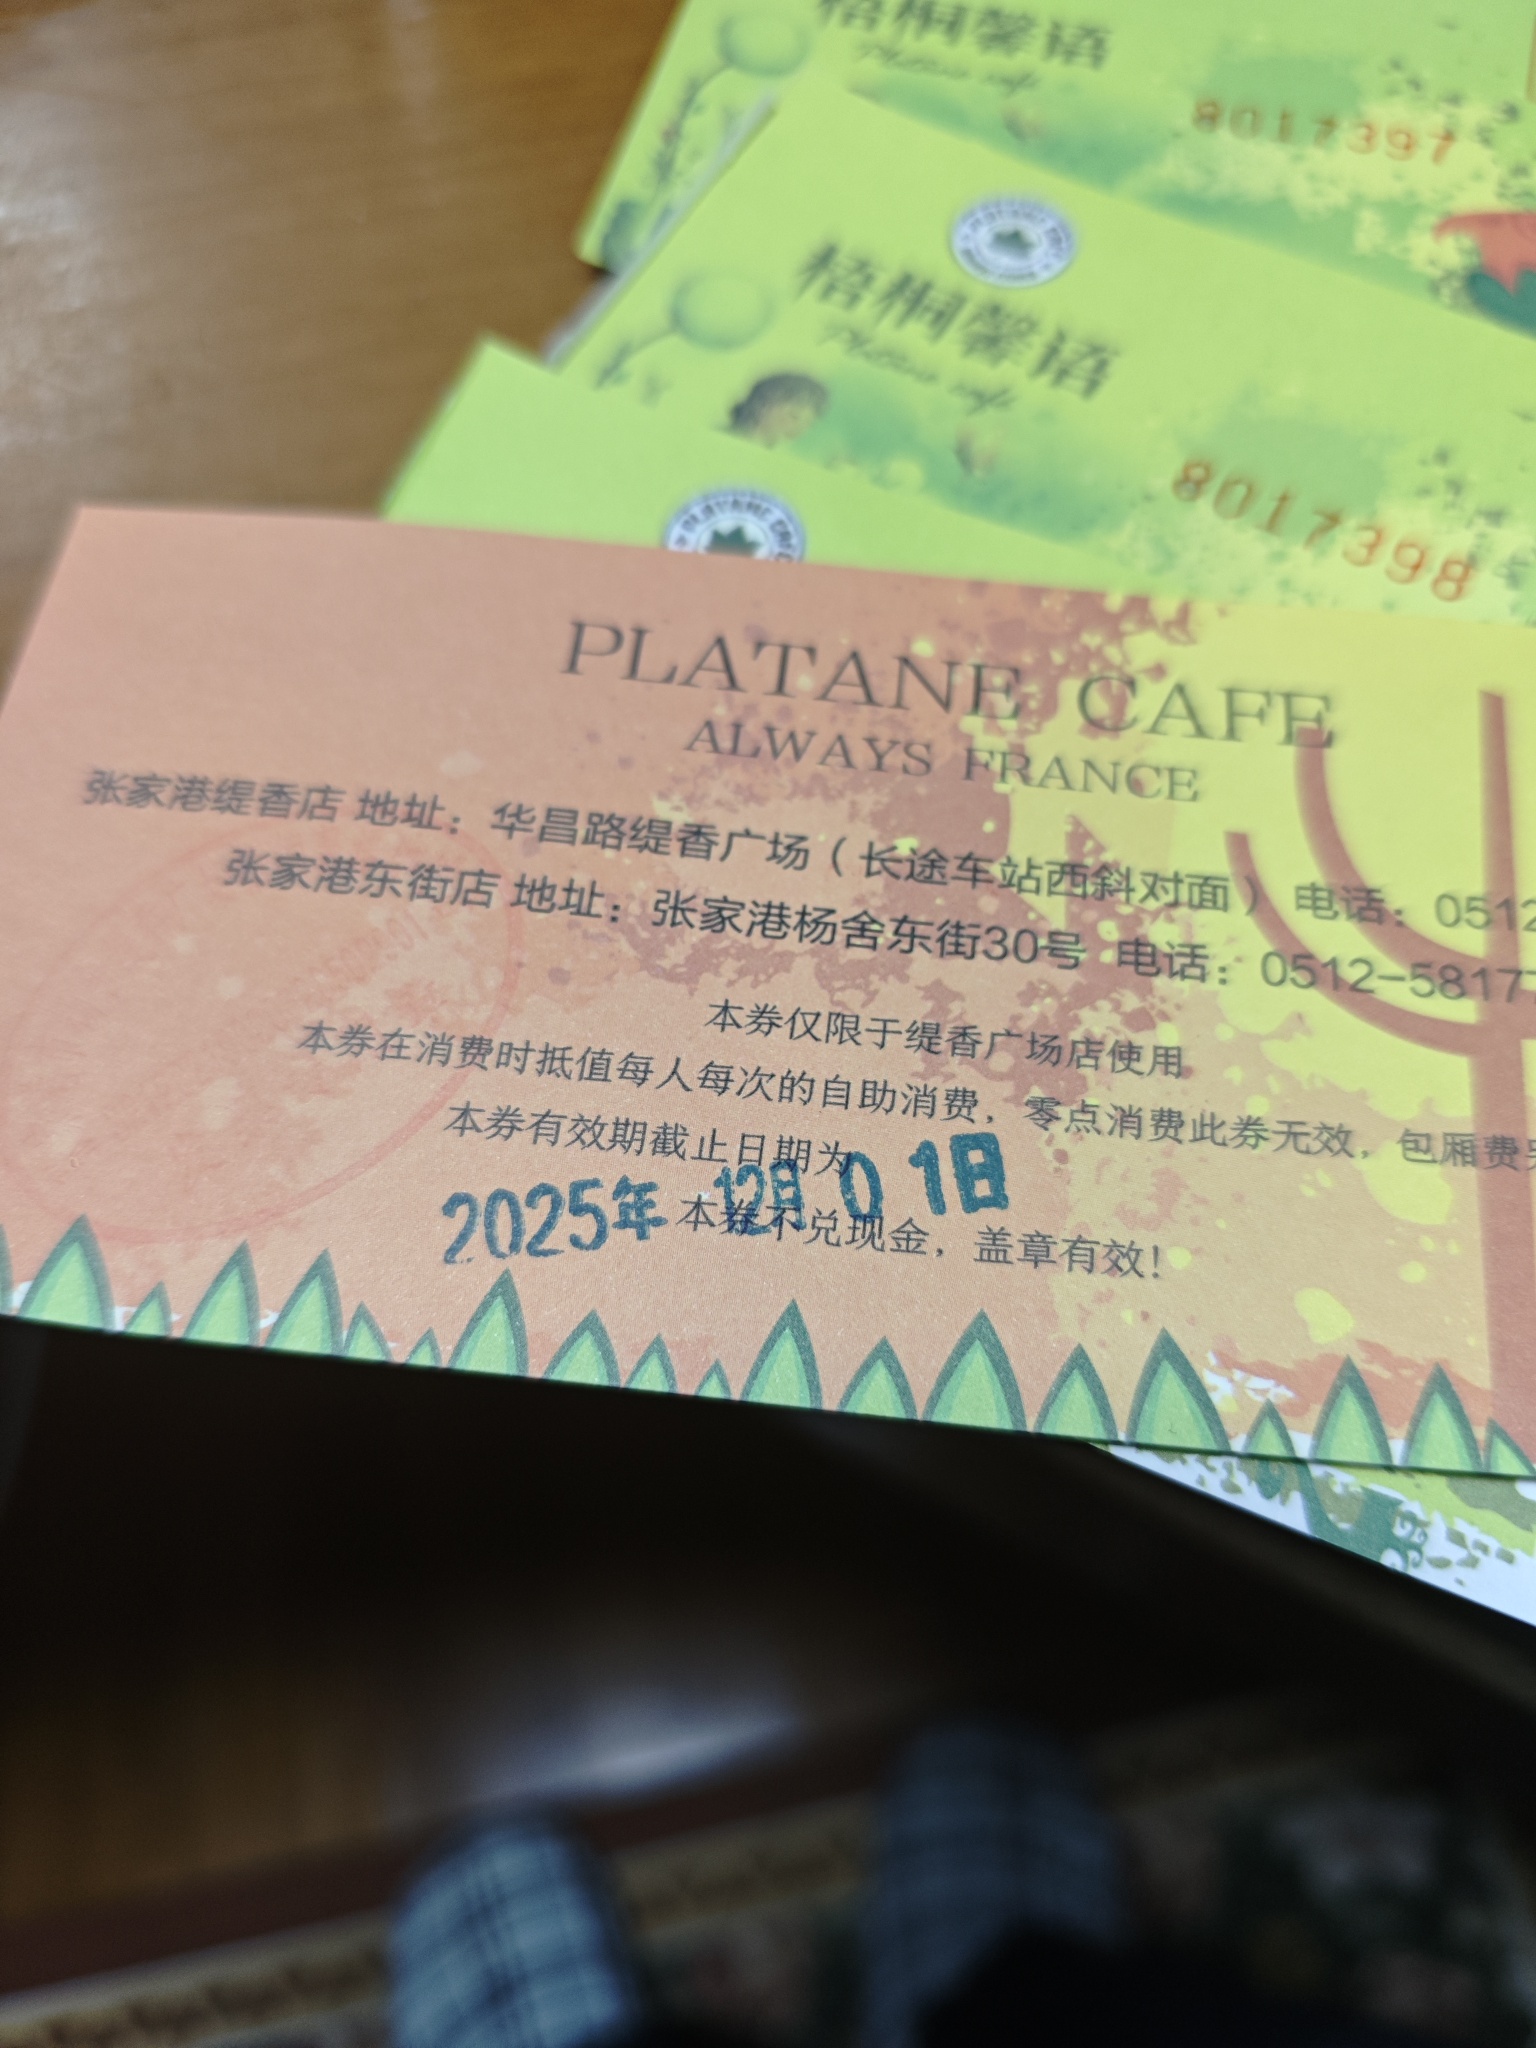 梧桐馨语
8017397
梧桐馨语
8017398
PLATANE CAFE
ALWAYS FRANCE
张家港缇香店 地址：华昌路缇香广场（长途车站西斜对面）电话：0512
张家港东街店 地址：张家港杨舍东街30号 电话：0512-5817
本券仅限于缇香广场店使用
本券在消费时抵值每人每次的自助消费，零点消费此券无效，包厢费
本券有效期截止日期为
2025年 12月 0 1日
本券不兑现金，盖章有效！